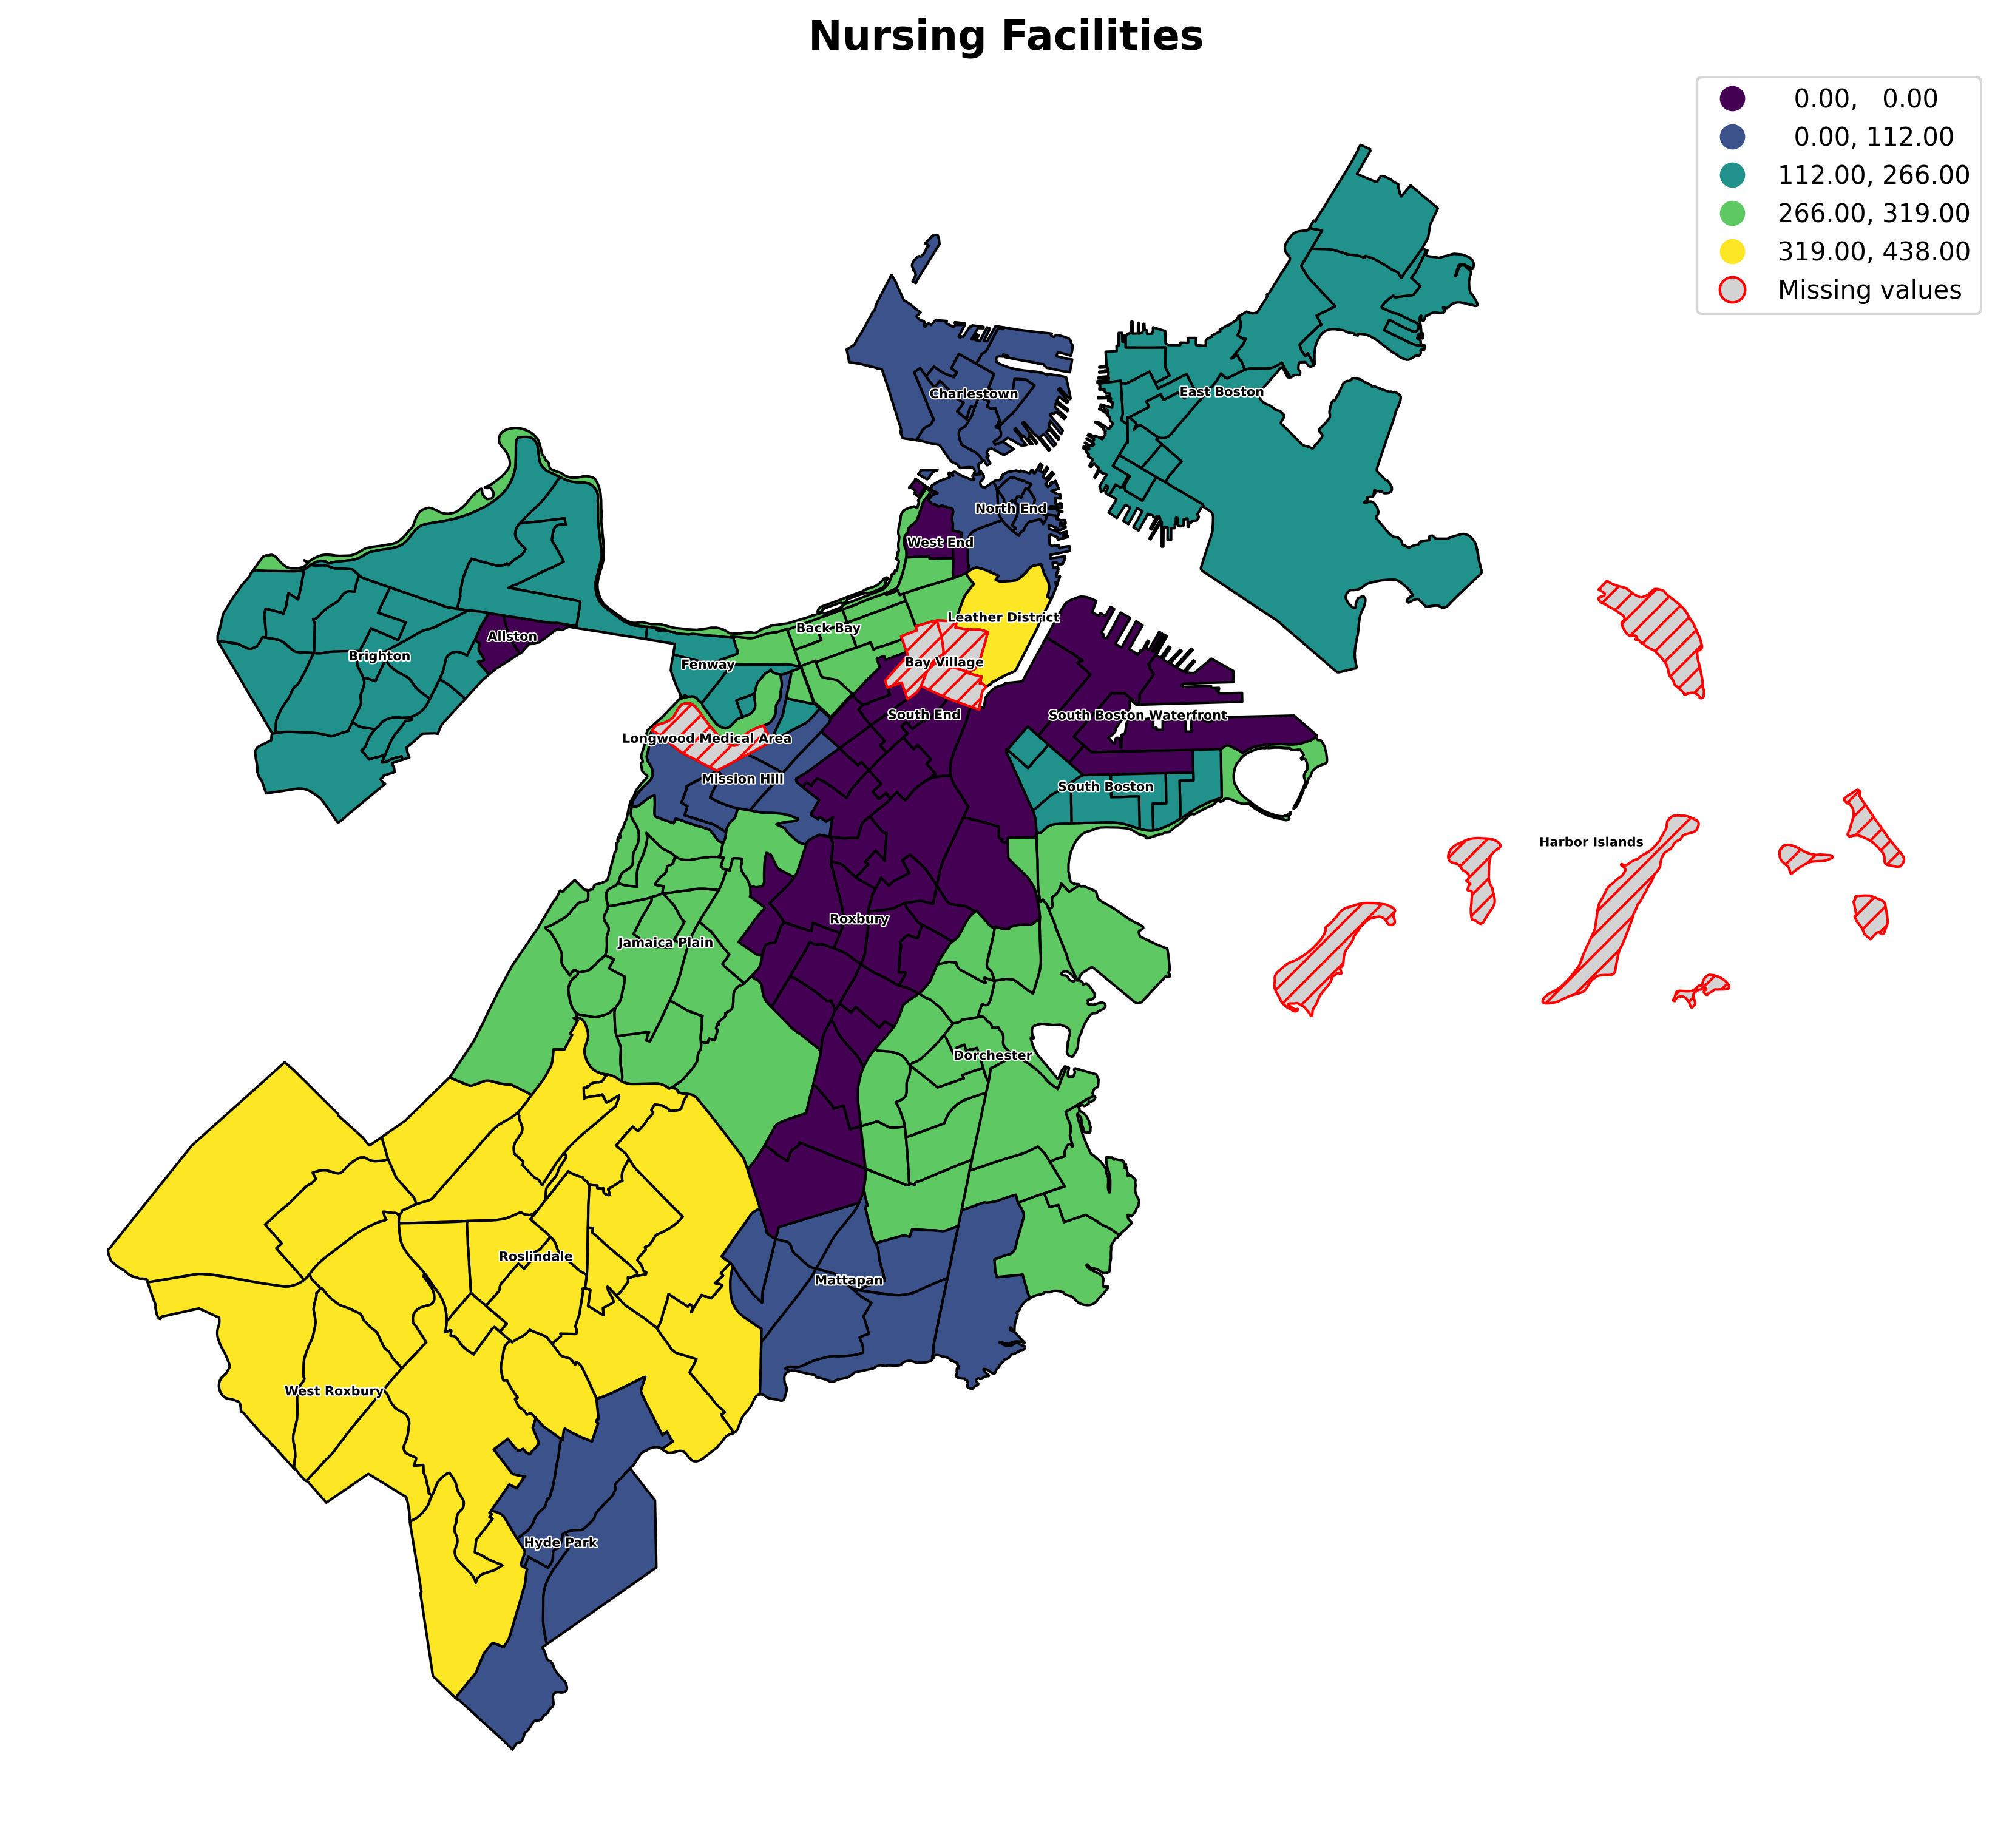 Nursing Facilities
0.00, 0.00
0.00, 112.00
112.00, 266.00
266.00, 319.00
319.00, 438.00
Missing values
Charlestown
East Boston
North End
West End
Leather District
Back Bay
Allston
Brighton
Fenway
Bay Village
South End
South Boston Waterfront
Longwood Medical Area
Mission Hill
South Boston
Harbor Islands
Roxbury
Jamaica Plain
Dorchester
Roslindale
Mattapan
West Roxbury
Hyde Park